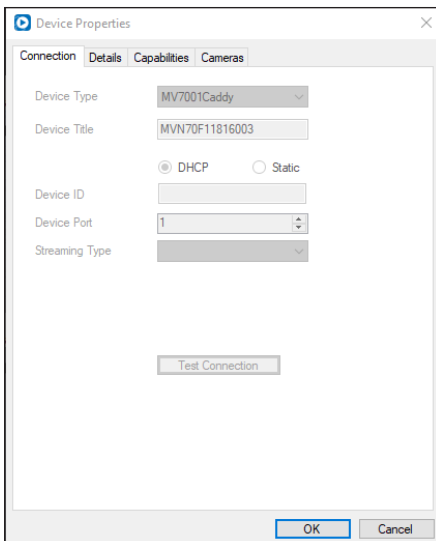 Device Properties
Connection Details Capabilities Cameras
Device Type MV7001Caddy
Device Title MVN70F11816003
DHCP Static
Device ID
Device Port 1
Streaming Type
Test Connection
OK Cancel